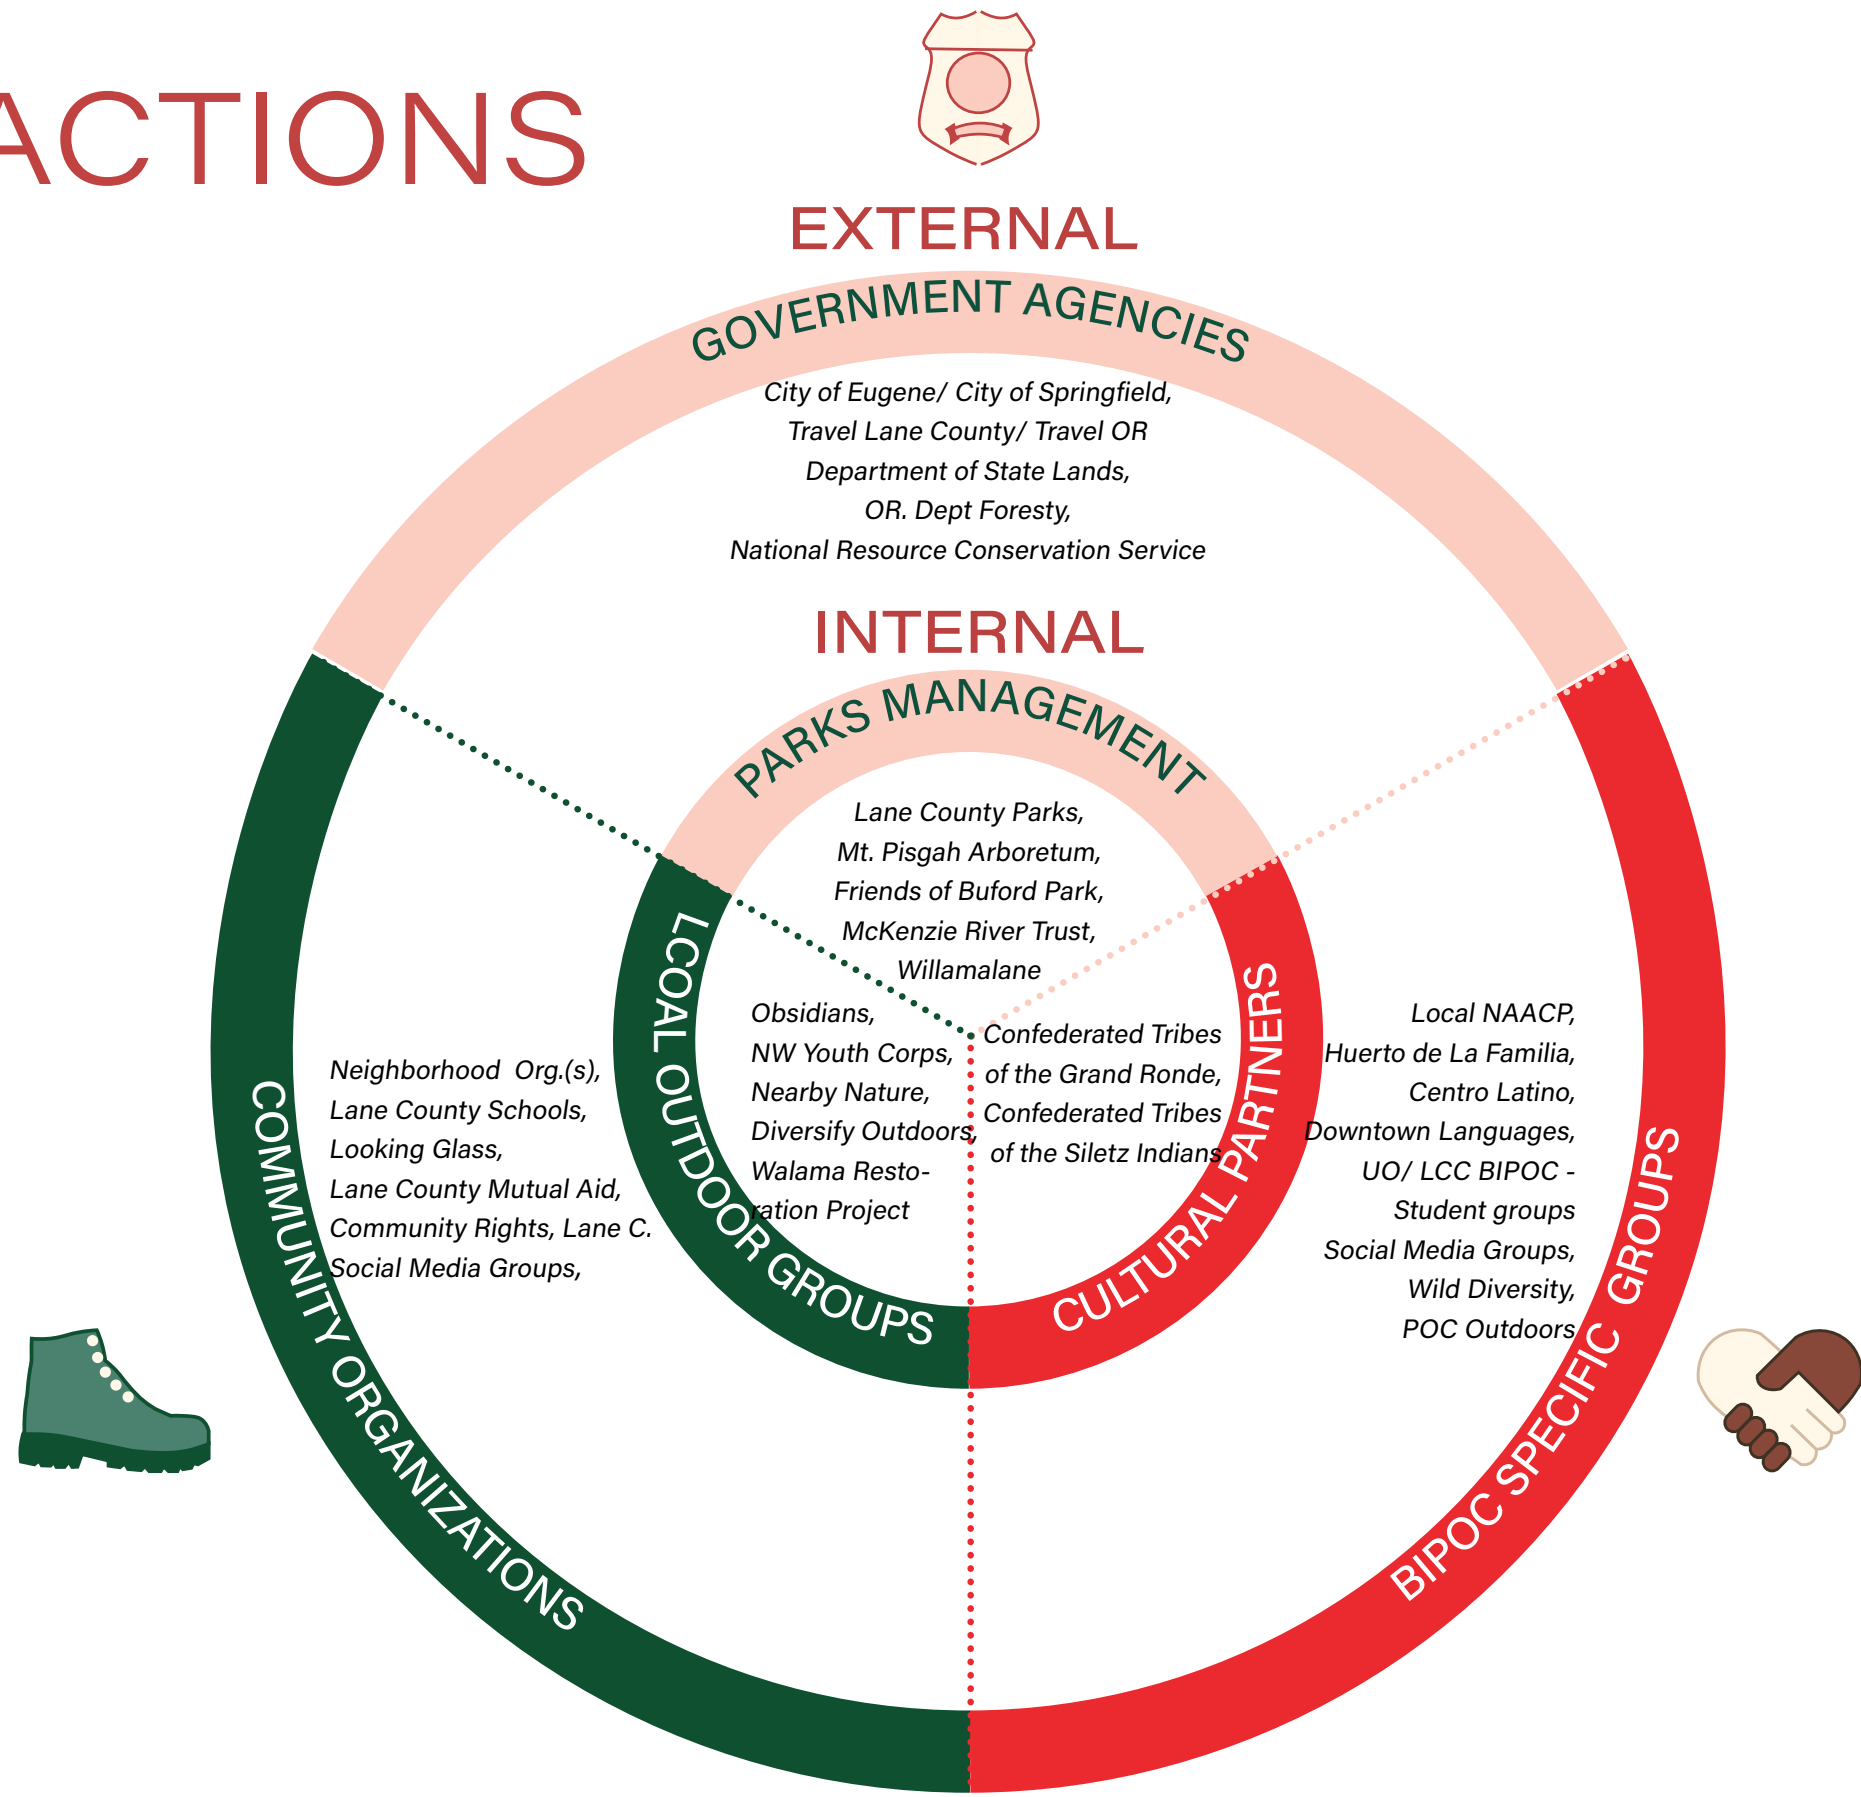 ACTIONS
EXTERNAL
GOVERNMENT AGENCIES
City of Eugene/ City of Springfield,
Travel Lane County/ Travel OR
Department of State Lands,
OR. Dept Foresty,
National Resource Conservation Service
INTERNAL
PARKS MANAGEMENT
Lane County Parks,
Mt. Pisgah Arboretum,
Friends of Buford Park,
McKenzie River Trust,
Willamalane
LCOAL OUTDOOR GROUPS
Obsidians,
NW Youth Corps,
Nearby Nature,
Diversify Outdoors,
Walama Resto-
ration Project
CULTURAL PARTNERS
Confederated Tribes
of the Grand Ronde,
Confederated Tribes
of the Siletz Indians
COMMUNITY ORGANIZATIONS
Neighborhood Org.(s),
Lane County Schools,
Looking Glass,
Lane County Mutual Aid,
Community Rights, Lane C.
Social Media Groups,
BIPOC SPECIFIC GROUPS
Local NAACP,
Huerto de La Familia,
Centro Latino,
Downtown Languages,
UO/ LCC BIPOC -
Student groups
Social Media Groups,
Wild Diversity,
POC Outdoors